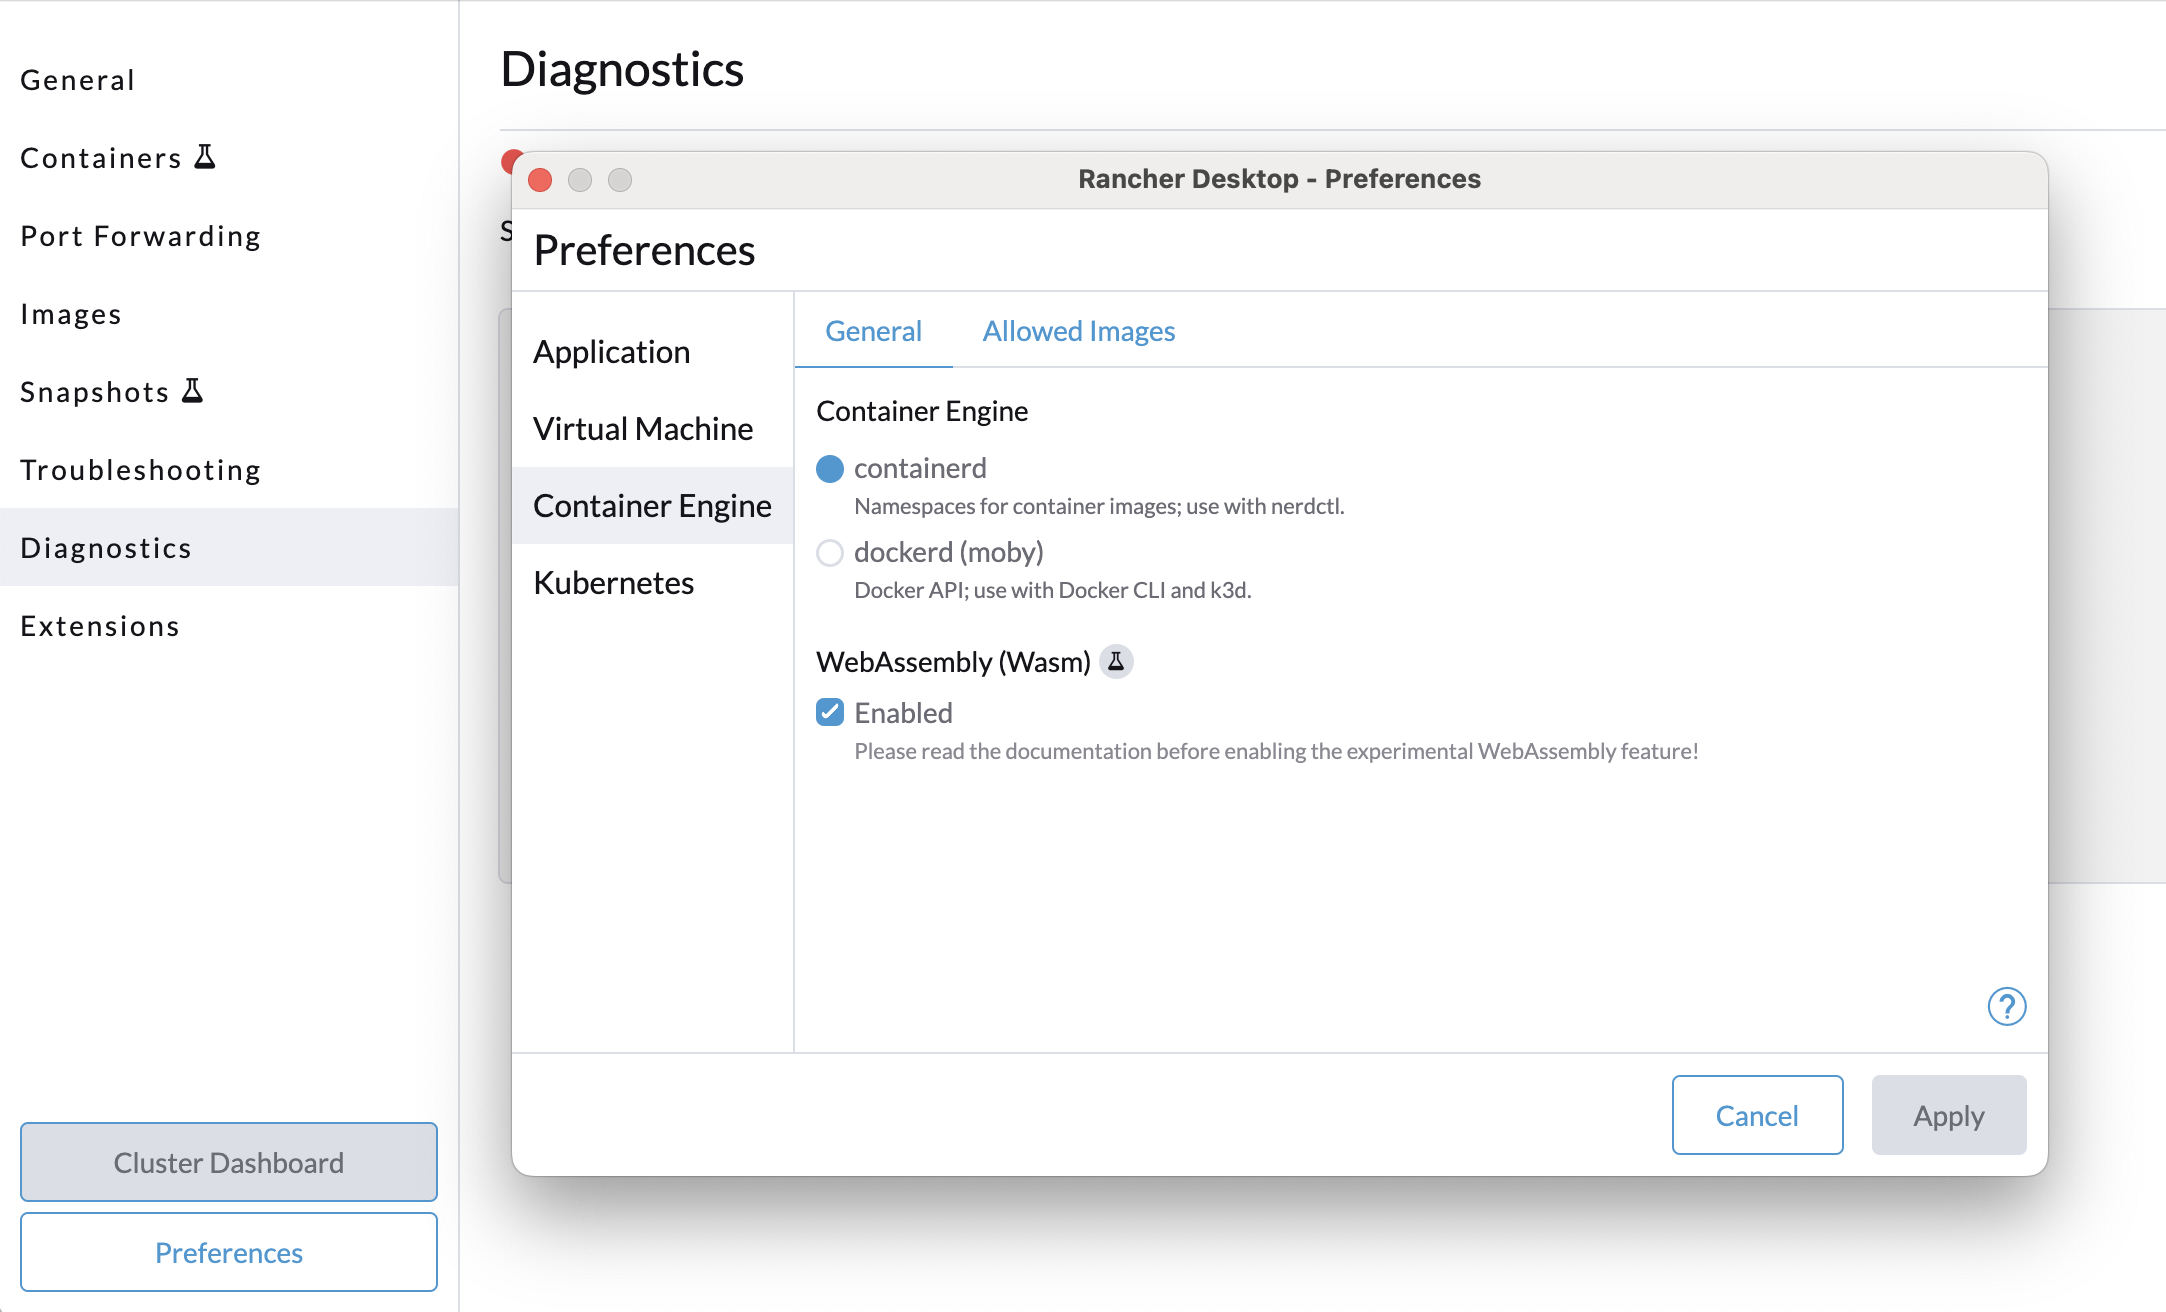 General
Containers
Port Forwarding
Images
Snapshots
Troubleshooting
Diagnostics
Extensions
Cluster Dashboard
Preferences
Diagnostics
Rancher Desktop - Preferences
Preferences
Application
Virtual Machine
Container Engine
Kubernetes
General
Allowed Images
Container Engine
containerd
Namespaces for container images; use with nerdctl.
dockerd (moby)
Docker API; use with Docker CLI and k3d.
WebAssembly (Wasm)
Enabled
Please read the documentation before enabling the experimental WebAssembly feature!
?
Cancel
Apply